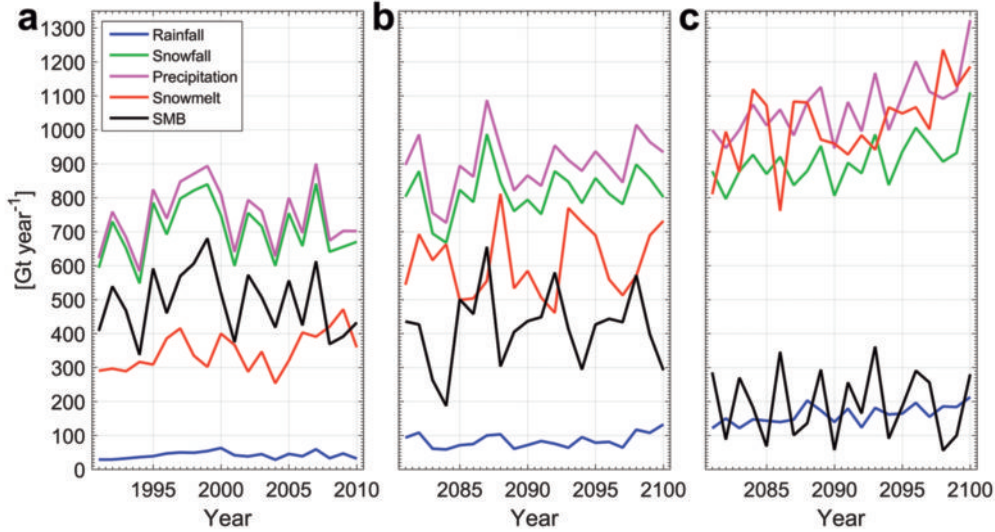 a b c
[Gt year⁻¹]
1300
1200
1100
1000
900
800
700
600
500
400
300
200
100
0
Rainfall
Snowfall
Precipitation
Snowmelt
SMB
1995 2000 2005 2010 2085 2090 2095 2100 2085 2090 2095 2100
Year Year Year